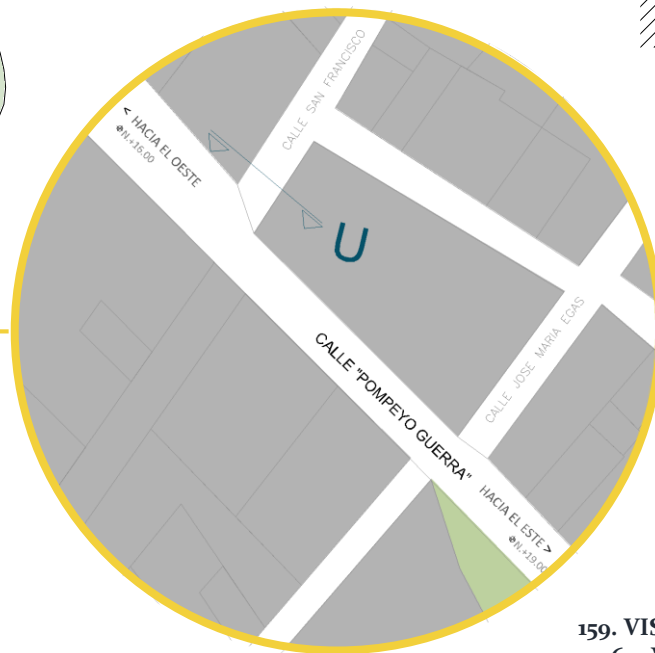 CALLE SAN FRANCISCO
< HACIA EL OESTE
N.+16.00
U
CALLE "POMPEYO GUERRA"
CALLE JOSE MARIA EGAS
HACIA EL ESTE >
N.+19.00
159. VIS